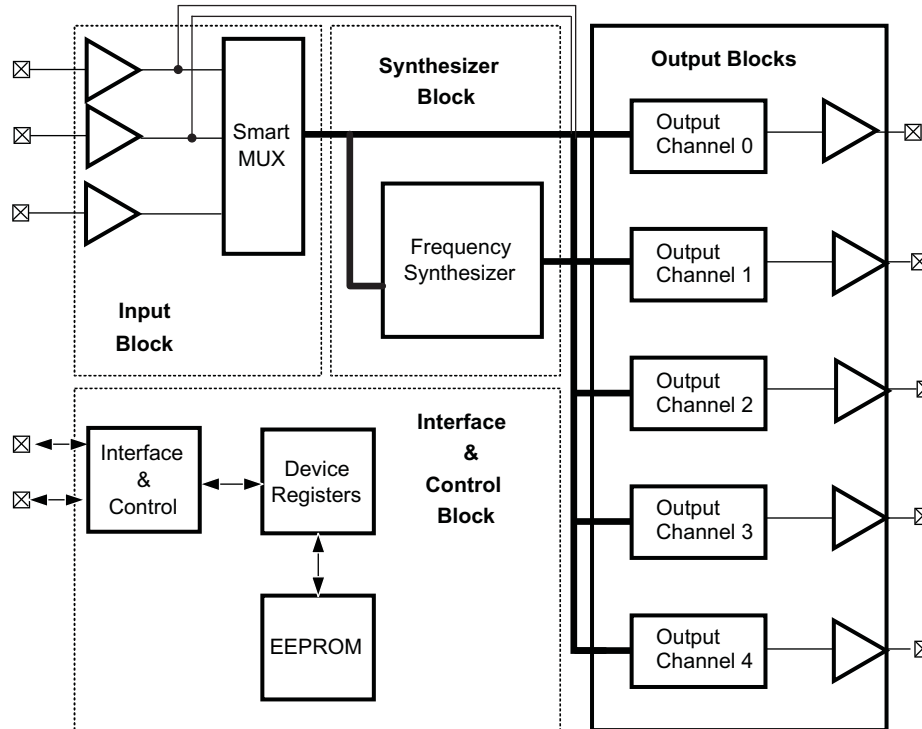 Synthesizer
Block
Output Blocks
Smart
MUX
Output
Channel 0
Frequency
Synthesizer
Output
Channel 1
Input
Block
Output
Channel 2
Interface
&
Control
Block
Interface
&
Control
Device
Registers
Output
Channel 3
EEPROM
Output
Channel 4